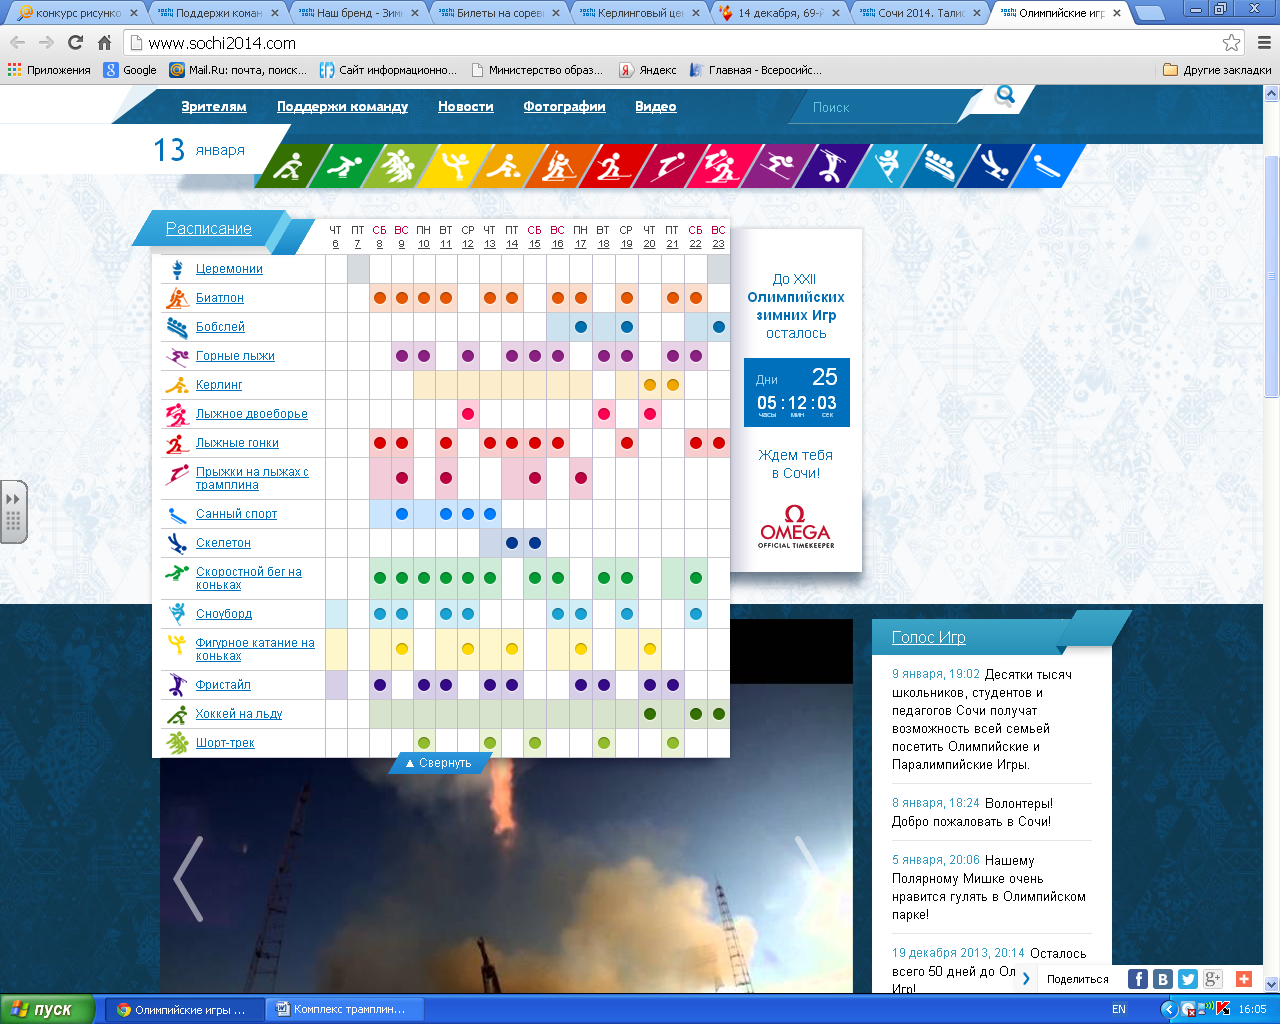 конкурс рисунко
Поддержи коман
Наш бренд - Зим
Билеты на сорев
Керлинговый це
14 декабря, 69-й
Сочи 2014. Талис
Олимпийские игр
www.sochi2014.com
Приложения
Google
Mail.Ru: почта, поиск...
Сайт информационно...
Министерство образ...
Яндекс
Главная - Всеросийс...
Другие закладки
Зрителям
Поддержи команду
Новости
Фотографии
Видео
Поиск
13 января
Расписание
ЧТ ПТ СБ ВС ПН ВТ СР ЧТ ПТ СБ ВС ПН ВТ СР ЧТ ПТ СБ ВС
6 7 8 9 10 11 12 13 14 15 16 17 18 19 20 21 22 23
Церемонии
Биатлон
Бобслей
Горные лыжи
Керлинг
Лыжное двоеборье
Лыжные гонки
Прыжки на лыжах с
трамплина
Санный спорт
Скелетон
Скоростной бег на
коньках
Сноуборд
Фигурное катание на
коньках
Фристайл
Хоккей на льду
Шорт-трек
Свернуть
До XXII
Олимпийских
зимних Игр
осталось
Дни 25
05 : 12 : 03
часы мин сек
Ждем тебя
в Сочи!
OMEGA
OFFICIAL TIMEKEEPER
Голос Игр
9 января, 19:02 Десятки тысяч
школьников, студентов и
педагогов Сочи получат
возможность всей семьей
посетить Олимпийские и
Паралимпийские Игры.
8 января, 18:24 Волонтеры!
Добро пожаловать в Сочи!
5 января, 20:06 Нашему
Полярному Мишке очень
нравится гулять в Олимпийском
парке!
19 декабря 2013, 20:14 Осталось
всего 50 дней до Ол
Игр!
Поделиться
пуск
Олимпийские игры ...
Комплекс трамплин...
EN
16:05